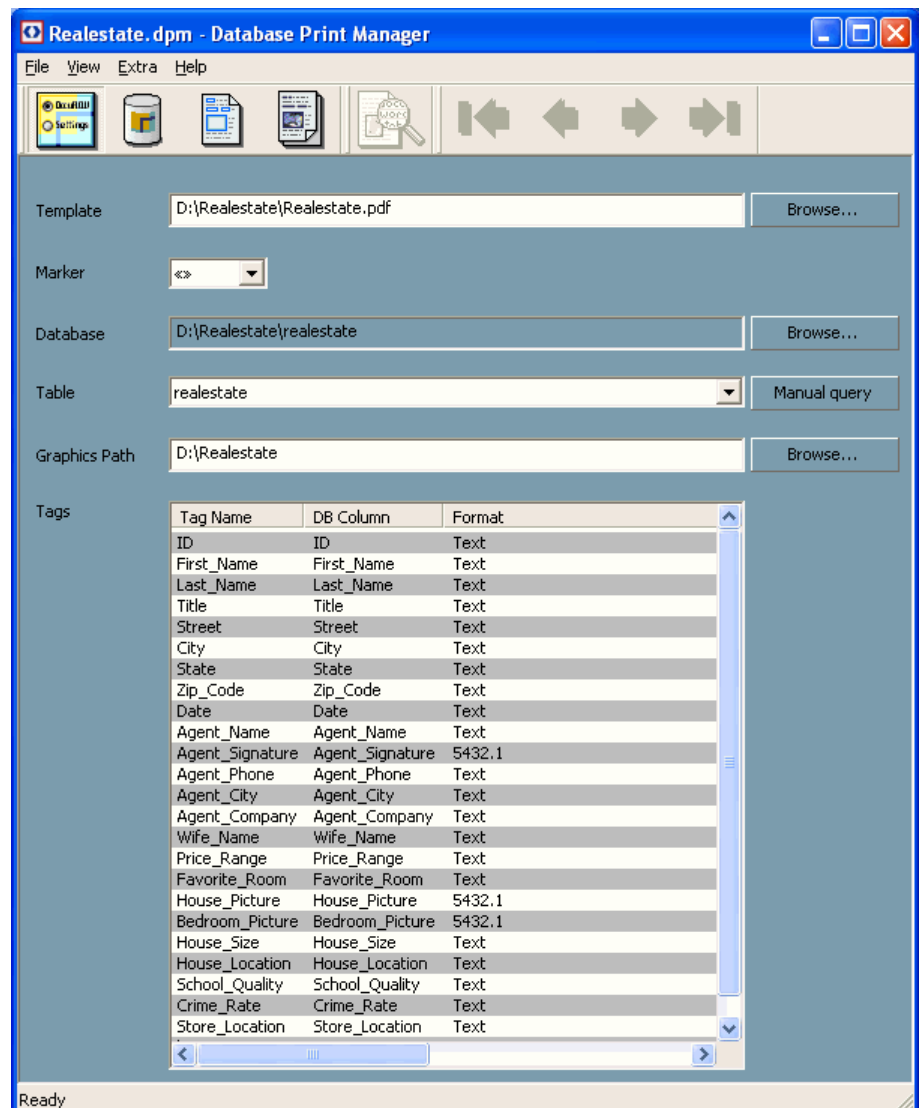 Realestate.dpm - Database Print Manager
File View Extra Help
DocuROW
Settings
Template D:\Realestate\Realestate.pdf Browse...
Marker «»
Database D:\Realestate\realestate Browse...
Table realestate Manual query
Graphics Path D:\Realestate Browse...
Tags
Tag Name DB Column Format
ID ID Text
First_Name First_Name Text
Last_Name Last_Name Text
Title Title Text
Street Street Text
City City Text
State State Text
Zip_Code Zip_Code Text
Date Date Text
Agent_Name Agent_Name Text
Agent_Signature Agent_Signature 5432.1
Agent_Phone Agent_Phone Text
Agent_City Agent_City Text
Agent_Company Agent_Company Text
Wife_Name Wife_Name Text
Price_Range Price_Range Text
Favorite_Room Favorite_Room Text
House_Picture House_Picture 5432.1
Bedroom_Picture Bedroom_Picture 5432.1
House_Size House_Size Text
House_Location House_Location Text
School_Quality School_Quality Text
Crime_Rate Crime_Rate Text
Store_Location Store_Location Text
Ready